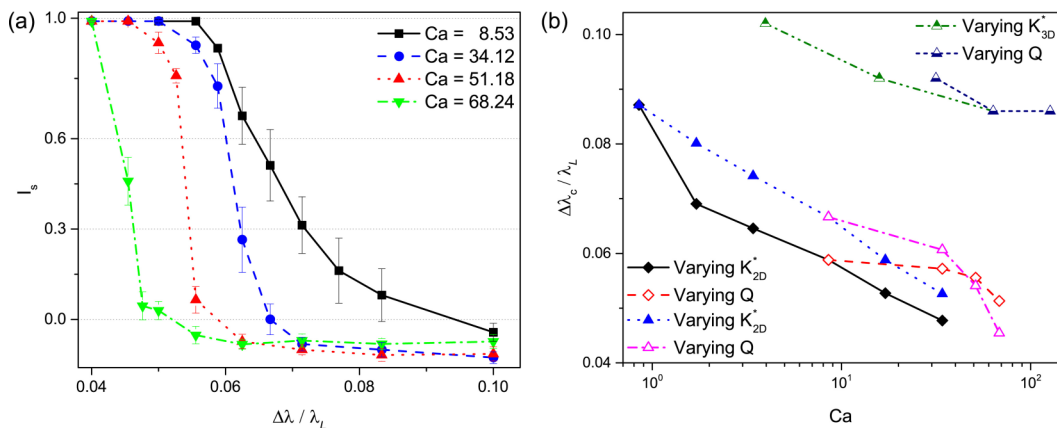 (a)
1.0
0.6
0.3
0.0
I_s
0.04
0.06
0.08
0.10
Δλ / λ_L
Ca = 8.53
Ca = 34.12
Ca = 51.18
Ca = 68.24
(b)
0.10
0.08
0.06
0.04
Δλ_c / λ_L
10^0
10^1
10^2
Ca
Varying K*_3D
Varying Q
Varying K*_2D
Varying Q
Varying K*_2D
Varying Q